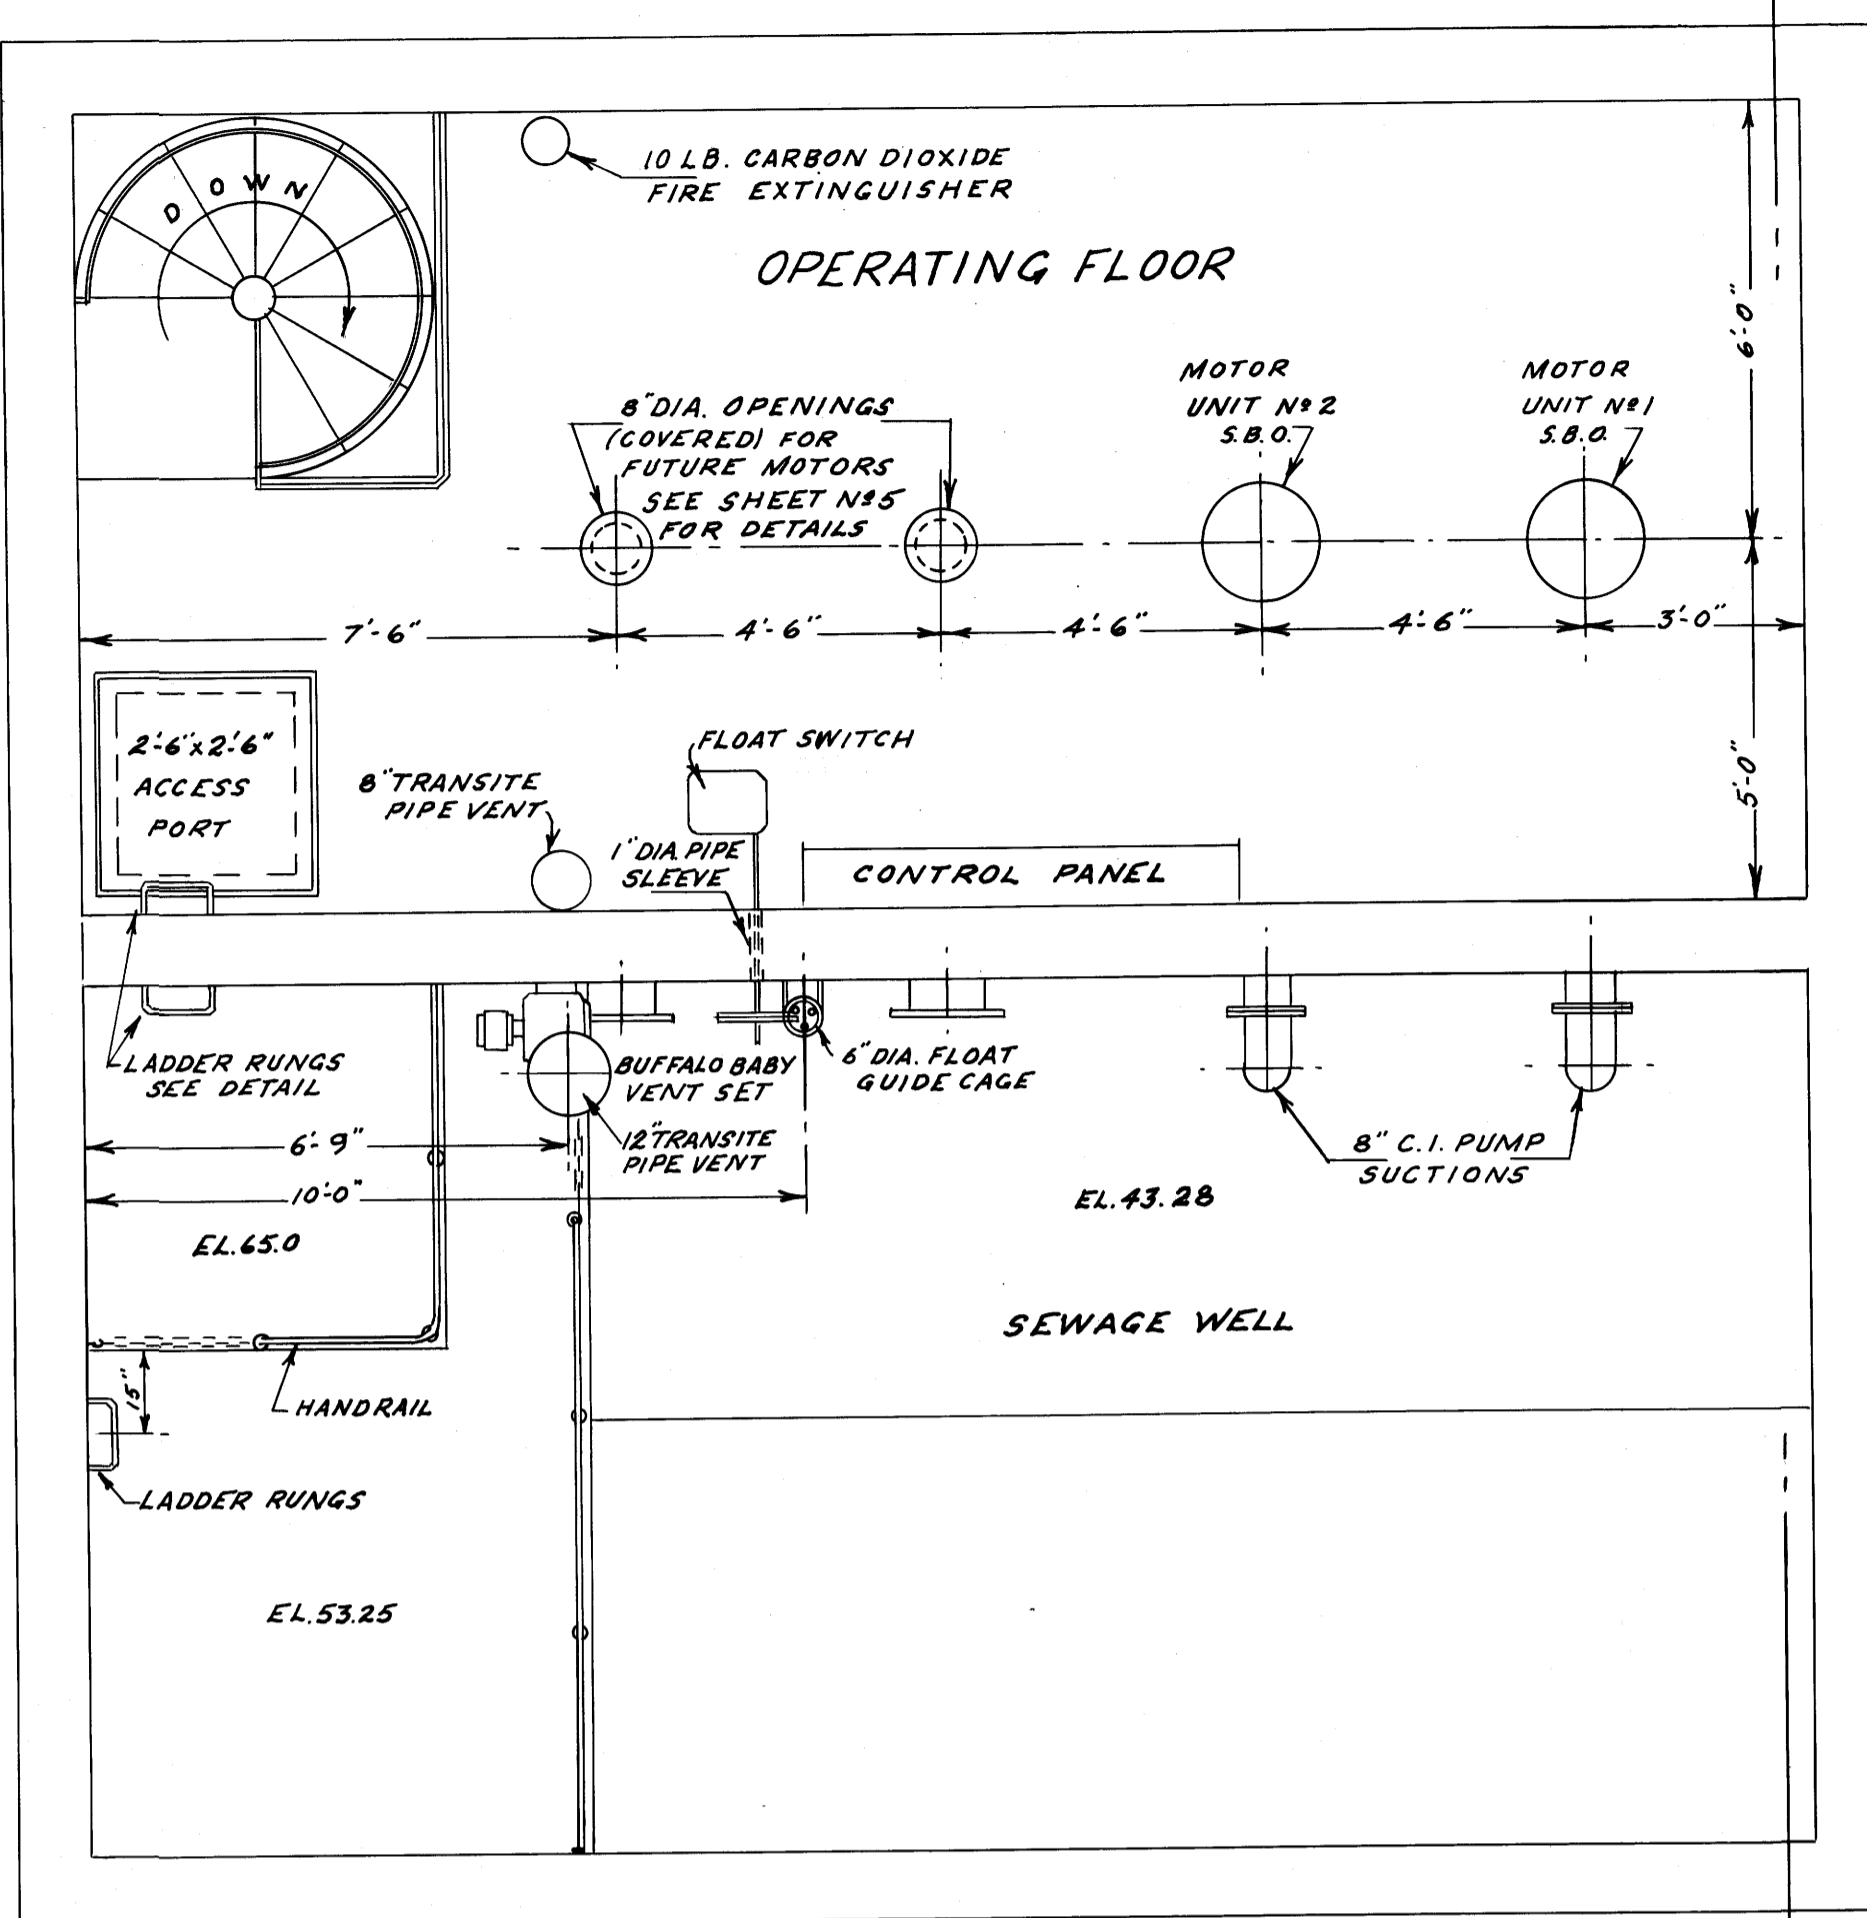 DOWN
10 LB. CARBON DIOXIDE
FIRE EXTINGUISHER
OPERATING FLOOR
6'-0"
8" DIA. OPENINGS
(COVERED) FOR
FUTURE MOTORS
SEE SHEET Nº 5
FOR DETAILS
MOTOR
UNIT Nº 2
S.B.O.
MOTOR
UNIT Nº 1
S.B.O.
7'-6"
4'-6"
4'-6"
4'-6"
3'-0"
5'-0"
2'-6" x 2'-6"
ACCESS
PORT
8" TRANSITE
PIPE VENT
FLOAT SWITCH
1" DIA. PIPE
SLEEVE
CONTROL PANEL
LADDER RUNGS
SEE DETAIL
BUFFALO BABY
VENT SET
6" DIA. FLOAT
GUIDE CAGE
12" TRANSITE
PIPE VENT
8" C.I. PUMP
SUCTIONS
6'-9"
10'-0"
EL. 65.0
EL. 43.28
SEWAGE WELL
15"
HANDRAIL
LADDER RUNGS
EL. 53.25